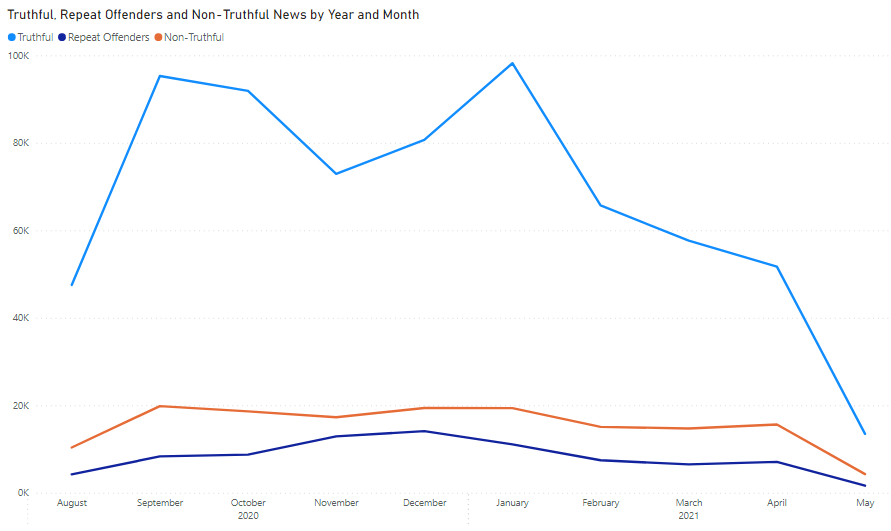 Truthful, Repeat Offenders and Non-Truthful News by Year and Month
Truthful Repeat Offenders Non-Truthful
100K
80K
60K
40K
20K
0K
August September October November December January February March April May
2020 2021